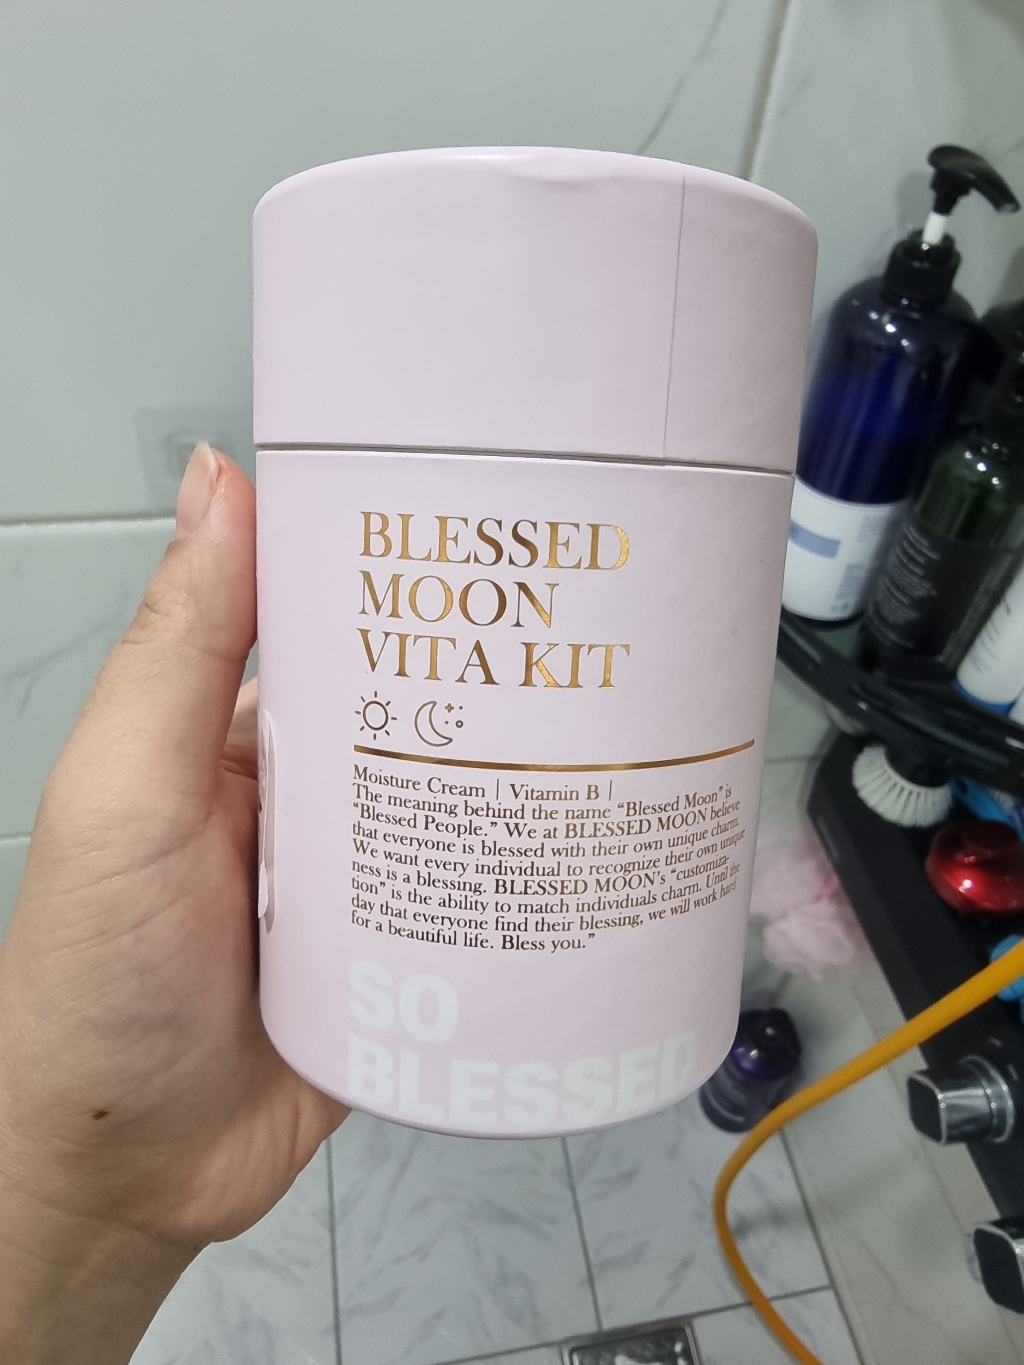 BLESSED
MOON
VITA KIT
Moisture Cream | Vitamin B |
The meaning behind the name “Blessed Moon” is
“Blessed People.” We at BLESSED MOON believe
that everyone is blessed with their own unique charm.
We want every individual to recognize their own unique
ness is a blessing. BLESSED MOON’s “customiza-
tion” is the ability to match individuals charm. Until the
day that everyone find their blessing, we will work hard
for a beautiful life. Bless you.”
SO
BLESSED